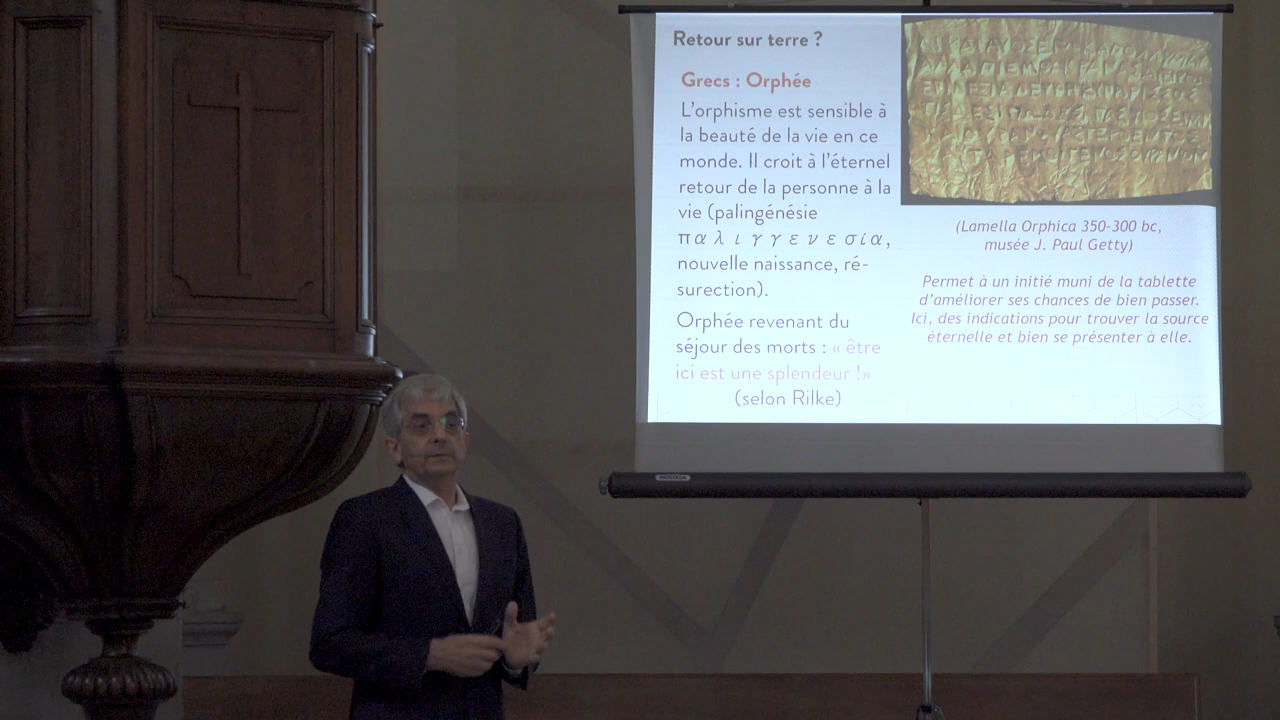 Retour sur terre ?
Grecs : Orphée
L'orphisme est sensible à
la beauté de la vie en ce
monde. Il croit à l'éternel
retour de la personne à la
vie (palingénésie
παλιγγενεσία,
nouvelle naissance, ré-
surection).
Orphée revenant du
séjour des morts : « être
ici est une splendeur !»
(selon Rilke)
(Lamella Orphica 350-300 bc,
musée J. Paul Getty)
Permet à un initié muni de la tablette
d'améliorer ses chances de bien passer.
Ici, des indications pour trouver la source
éternelle et bien se présenter à elle.